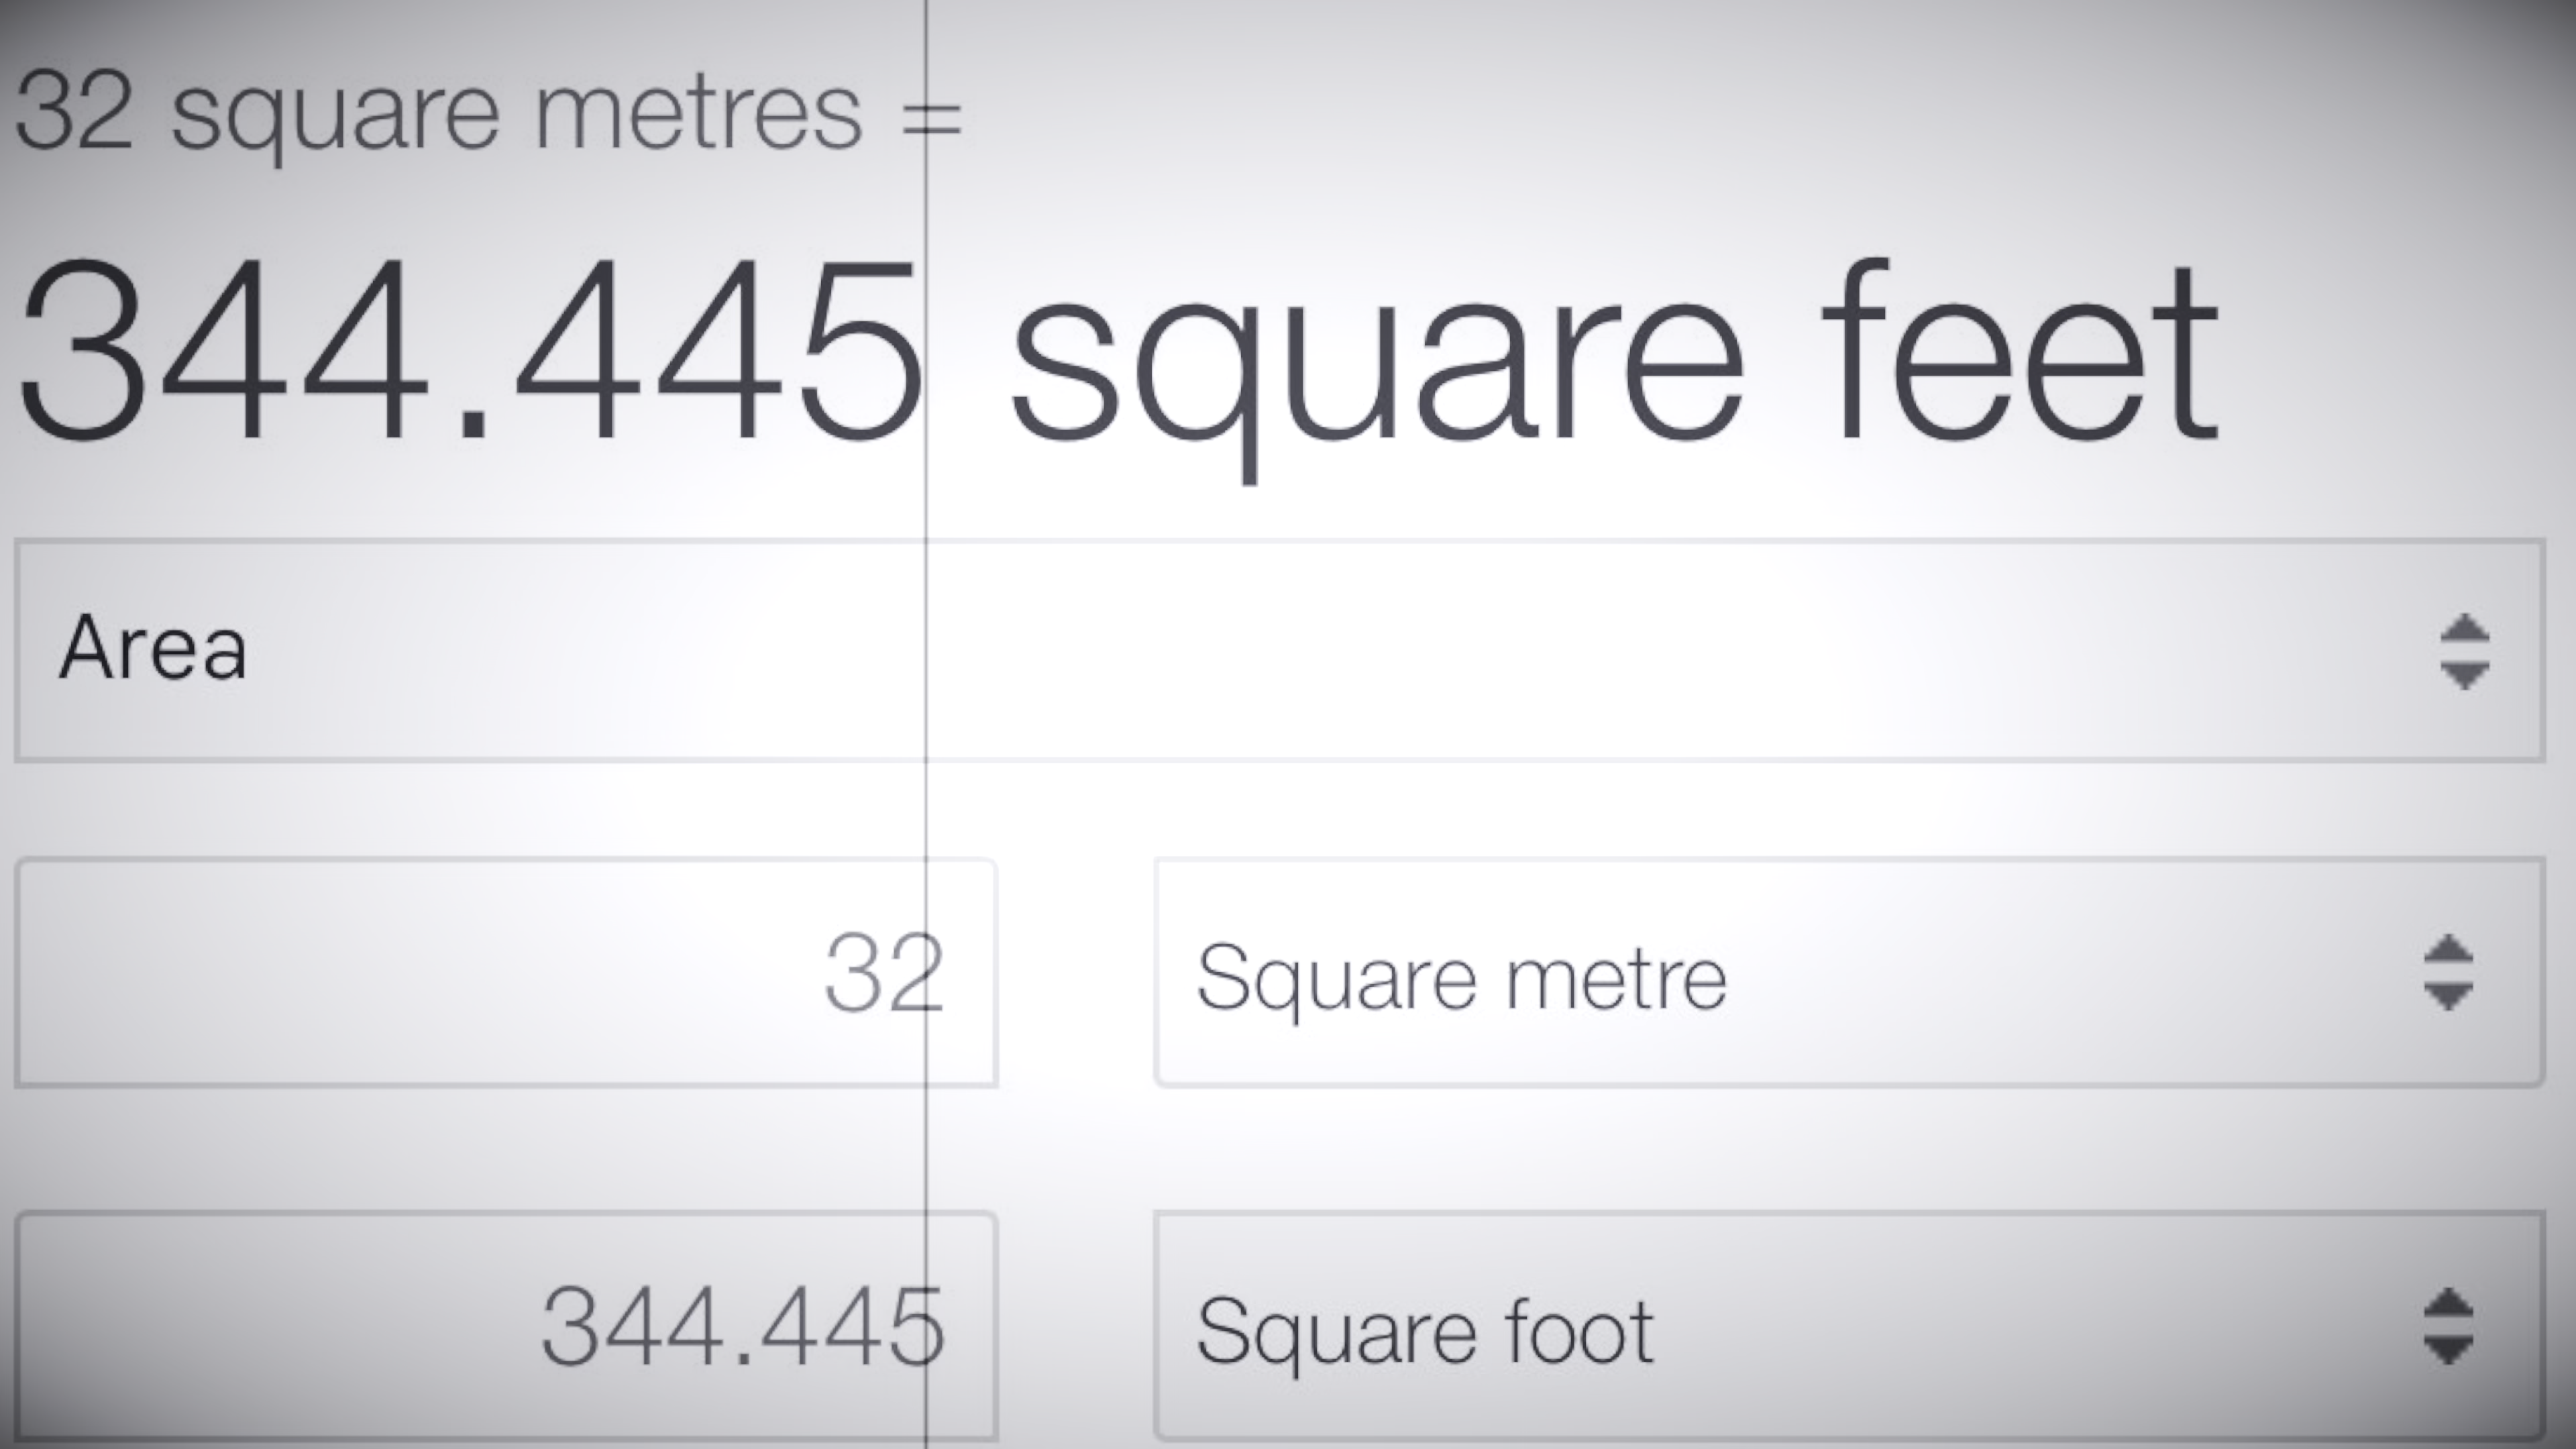 32 square metres =
344.445 square feet
Area
32 Square metre
344.445 Square foot